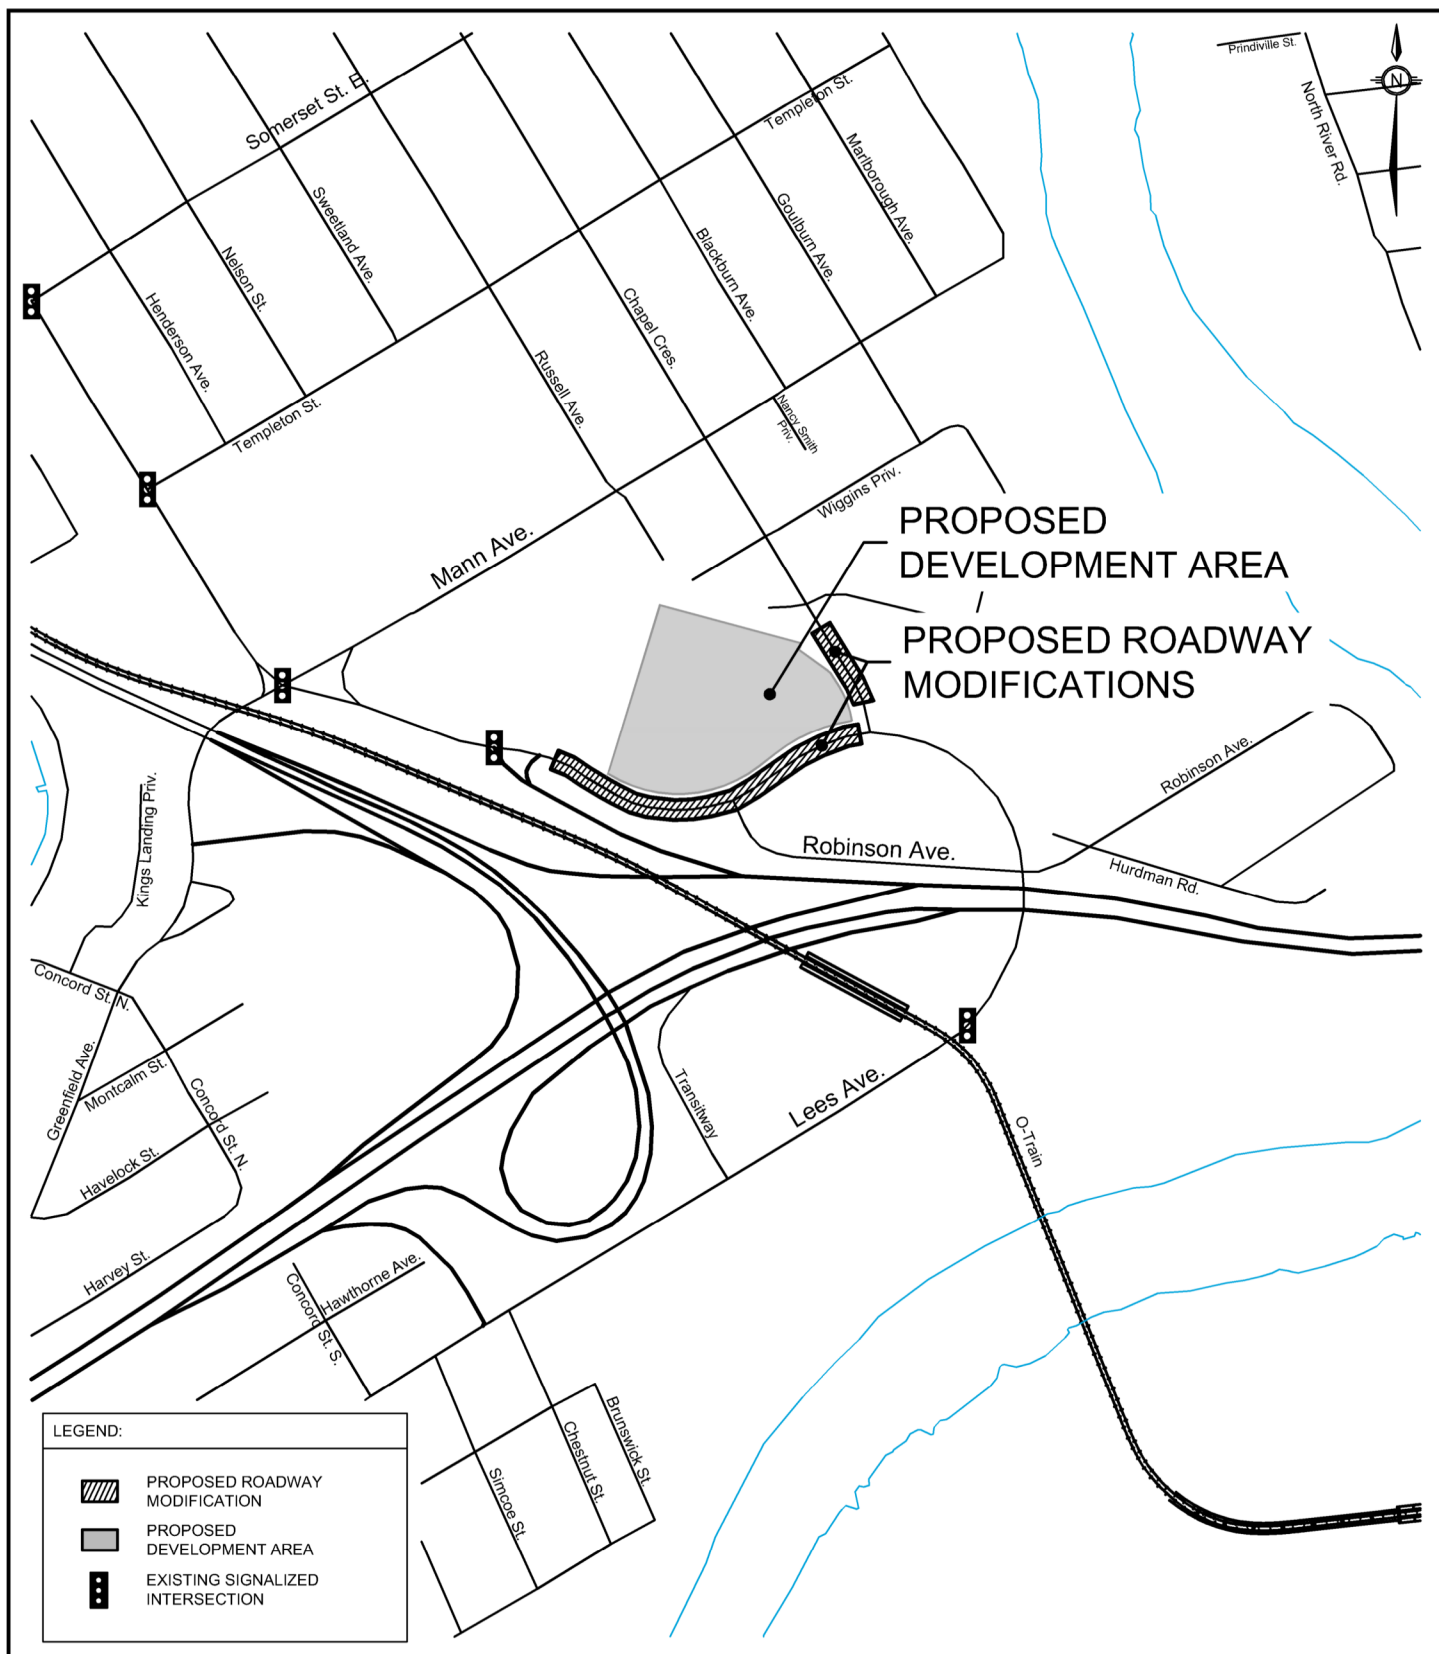 Prindiville St.
N
North River Rd.
Somerset St. E.
Templeton St.
Marlborough Ave.
Goulburn Ave.
Blackburn Ave.
Sweetland Ave.
Nelson St.
Henderson Ave.
Chapel Cres.
Russell Ave.
Templeton St.
Nancy Smith
Priv.
Wiggins Priv.
Mann Ave.
PROPOSED
DEVELOPMENT AREA
PROPOSED ROADWAY
MODIFICATIONS
Robinson Ave.
Kings Landing Priv.
Robinson Ave.
Hurdman Rd.
Concord St. N.
Greenfield Ave.
Montcalm St.
Concord St. N.
Havelock St.
Transitway
Lees Ave.
O-Train
Harvey St.
Hawthorne Ave.
Concord St. S.
Simcoe St.
Chestnut St.
Brunswick St.
LEGEND:
PROPOSED ROADWAY
MODIFICATION
PROPOSED
DEVELOPMENT AREA
EXISTING SIGNALIZED
INTERSECTION